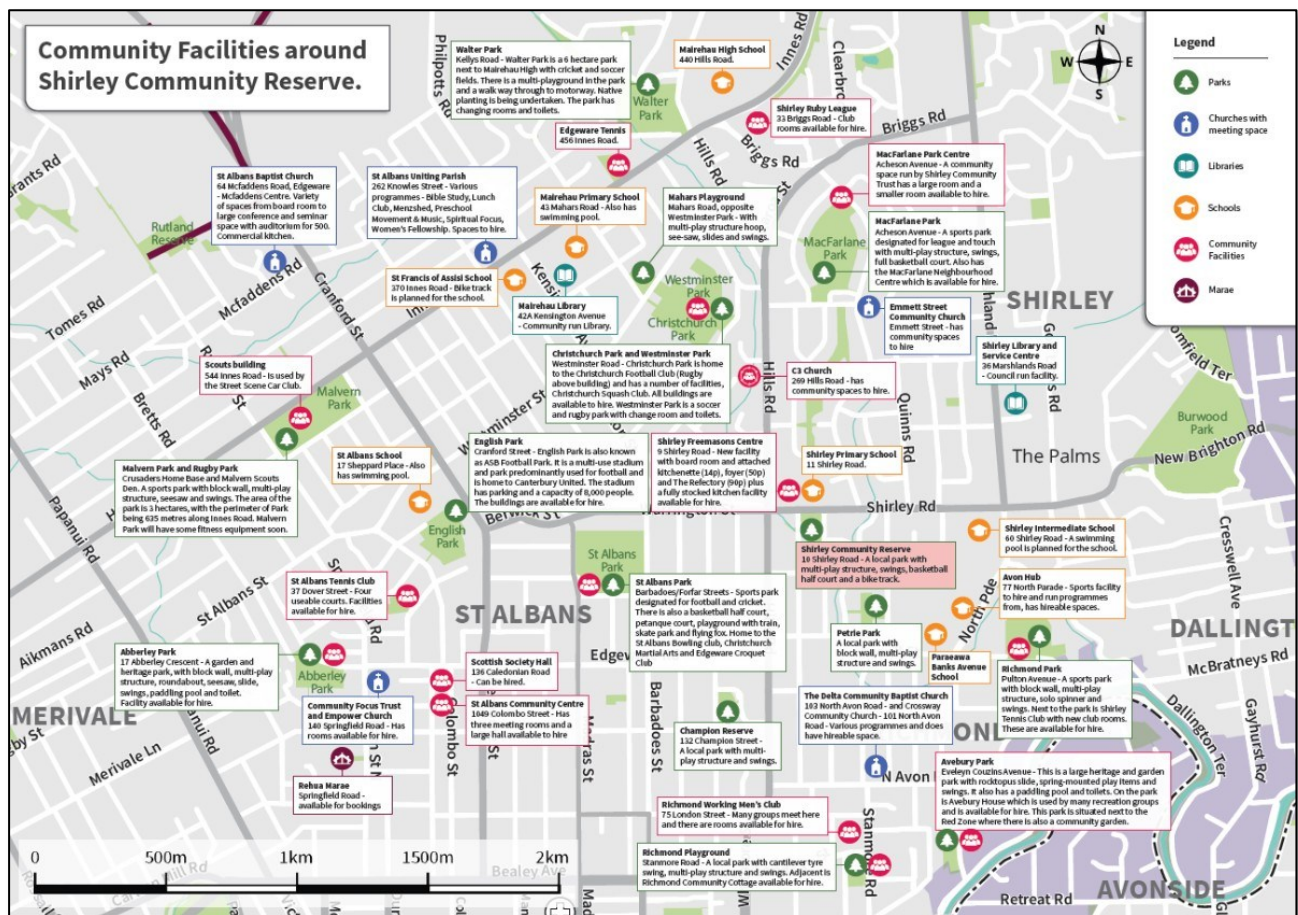 Community Facilities around
Shirley Community Reserve.
Legend
Parks
Churches with
meeting space
Libraries
Schools
Community
Facilities
Marae
N
W
E
S
Walter Park
Kellys Road - Walter Park is a 6 hectare park
next to Mairehau High with cricket and soccer
fields. There is a multi-playground in the park
and a walk way through to motorway. Native
planting is being undertaken. The park has
changing rooms and toilets.
Mairehau High School
440 Hills Road.
Shirley Ruby League
33 Briggs Road - Club
rooms available for hire.
Edgeware Tennis
456 Innes Road.
MacFarlane Park Centre
Acheson Avenue - A community
space run by Shirley Community
Trust has a large room and a
smaller room available to hire.
St Albans Baptist Church
64 Mcfaddens Road, Edgeware
- Mcfaddens Centre. Variety
of spaces from board room to
large conference and seminar
space with auditorium for 500.
Commercial kitchen.
St Albans Uniting Parish
262 Knowles Street - Various
programmes - Bible Study, Lunch
Club, Menzshed, Preschool
Movement & Music, Spiritual Focus,
Women's Fellowship. Spaces to hire.
Mairehau Primary School
43 Mahars Road - Also has
swimming pool.
Mahars Playground
Mahars Road, opposite
Westminster Park - With
multi-play structure hoop,
see-saw, slides and swings.
MacFarlane Park
Acheson Avenue - A sports park
designated for league and touch
with multi-play structure, swings,
full basketball court. Also has
the MacFarlane Neighbourhood
Centre which is available for hire.
St Francis of Assisi School
370 Innes Road - Bike track
is planned for the school.
Mairehau Library
42A Kensington Avenue
- Community run Library.
Emmett Street
Community Church
Emmett Street - has
community spaces
to hire
Shirley Library and
Service Centre
36 Marshlands Road
- Council run facility.
Scouts building
544 Innes Road - Is used by
the Street Scene Car Club.
Christchurch Park and Westminster Park
Westminster Road - Christchurch Park is home
to the Christchurch Football Club (Rugby
above building) and has a number of facilities,
Christchurch Squash Club. All buildings are
available to hire. Westminster Park is a soccer
and rugby park with change room and toilets.
C3 Church
269 Hills Road - has
community spaces to hire.
Malvern Park and Rugby Park
Crusaders Home Base and Malvern Scouts
Den. A sports park with block wall, multi-play
structure, seesaw and swings. The area of the
park is 3 hectares, with the perimeter of Park
being 635 metres along Innes Road. Malvern
Park will have some fitness equipment soon.
St Albans School
17 Sheppard Place - Also
has swimming pool.
English Park
Cranford Street - English Park is also known
as ASB Football Park. It is a multi-use stadium
and park predominantly used for football and
is home to Canterbury United. The stadium
has parking and a capacity of 8,000 people.
The buildings are available for hire.
Shirley Freemasons Centre
9 Shirley Road - New facility
with board room and attached
kitchenette (14p), foyer (50p)
and The Refectory (90p) plus
a fully stocked kitchen facility
available for hire.
Shirley Primary School
11 Shirley Road.
Shirley Community Reserve
10 Shirley Road - A local park with
multi-play structure, swings, basketball
half court and a bike track.
Shirley Intermediate School
60 Shirley Road - A swimming
pool is planned for the school.
St Albans Tennis Club
37 Dover Street - Four
useable courts. Facilities
available for hire.
St Albans Park
Barbadoes/Forfar Streets - Sports park
designated for football and cricket.
There is also a basketball half court,
petanque court, playground with train,
skate park and flying fox. Home to the
St Albans Bowling club, Christchurch
Martial Arts and Edgeware Croquet
Club
Avon Hub
77 North Parade - Sports facility
to hire and run programmes
from, has hireable spaces.
Petrie Park
A local park with
block wall, multi-play
structure and swings.
Paraeawa
Banks Avenue
School
Abberley Park
17 Abberley Crescent - A garden and
heritage park, with block wall, multi-play
structure, roundabout, seesaw, slide,
swings, paddling pool and toilet.
Facility available for hire.
Scottish Society Hall
136 Caledonian Road
- Can be hired.
Richmond Park
Pulton Avenue - A sports park
with block wall, multi-play
structure, solo spinner and
swings. Next to the park is Shirley
Tennis Club with new club rooms.
These are available for hire.
Community Focus Trust
and Empower Church
140 Springfield Road - Has
rooms available for hire.
St Albans Community Centre
1049 Colombo Street - Has
three meeting rooms and a
large hall available to hire
The Delta Community Baptist Church
103 North Avon Road - and Crossway
Community Church - 101 North Avon
Road - Various programmes and does
have hireable space.
Champion Reserve
132 Champion Street -
A local park with multi-
play structure and swings.
Rehua Marae
Springfield Road -
available for bookings
Avebury Park
Eveleyn Couzins Avenue - This is a large heritage and garden
park with rocktopus slide, spring-mounted play items and
swings. It also has a paddling pool and toilets. On the park
is Avebury House which is used by many recreation groups
and is available for hire. This park is situated next to the
Red Zone where there is also a community garden.
Richmond Working Men's Club
75 London Street - Many groups meet here
and there are rooms available for hire.
Richmond Playground
Stanmore Road - A local park with cantilever tyre
swing, multi-play structure and swings. Adjacent is
Richmond Community Cottage available for hire.
Philpotts Rd
Innes Rd
Briggs Rd
Briggs Rd
Hills Rd
Hills Rd
Walter
Park
Rutland
Reserve
Mcfaddens Rd
Cranford St
Tomes Rd
Mays Rd
Bretts Rd
Malvern
Park
Westminster
Park
Christchurch
Park
MacFarlane
Park
SHIRLEY
Quinns Rd
The Palms
Burwood
Park
New Brighton Rd
Shirley Rd
Papanui Rd
Berwick St
English
Park
St Albans
Park
ST ALBANS
St Albans St
Aikmans Rd
MERIVALE
Merivale Ln
Abberley
Park
Colombo St
Madras St
Barbadoes St
North Pde
Cresswell Ave
DALLINGT
McBratneys Rd
Dallington Ter
Gayhurst Rd
N Avon
Retreat Rd
AVONSIDE
Bealey Ave
0
500m
1km
1500m
2km